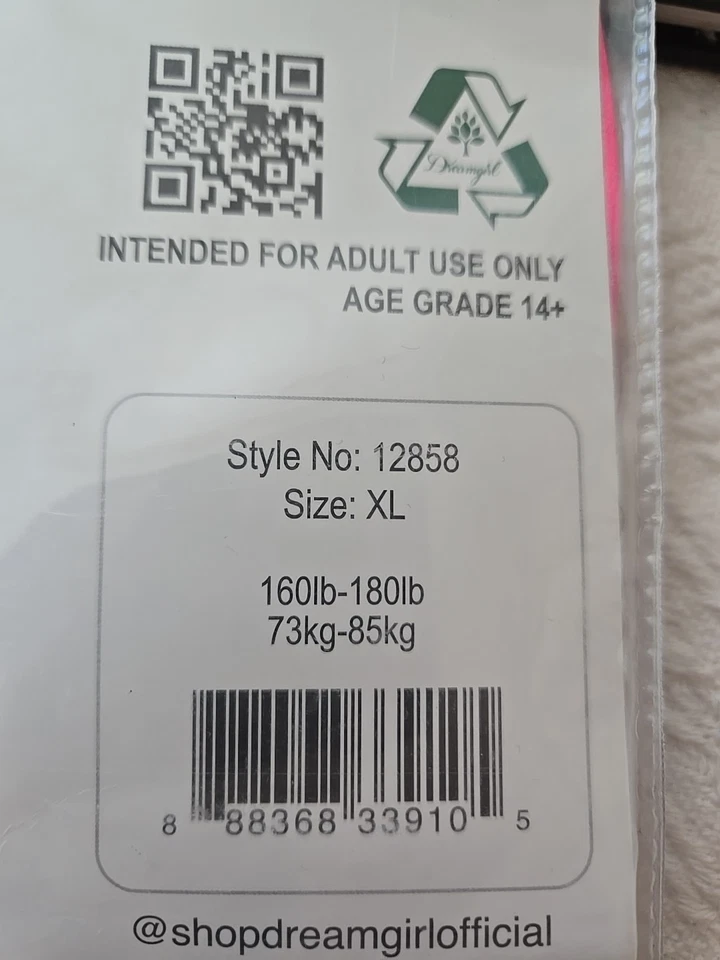 Dreamgirl
INTENDED FOR ADULT USE ONLY
AGE GRADE 14+
Style No: 12858
Size: XL
160lb-180lb
73kg-85kg
8 88368 33910 5
@shopdreamgirlofficial